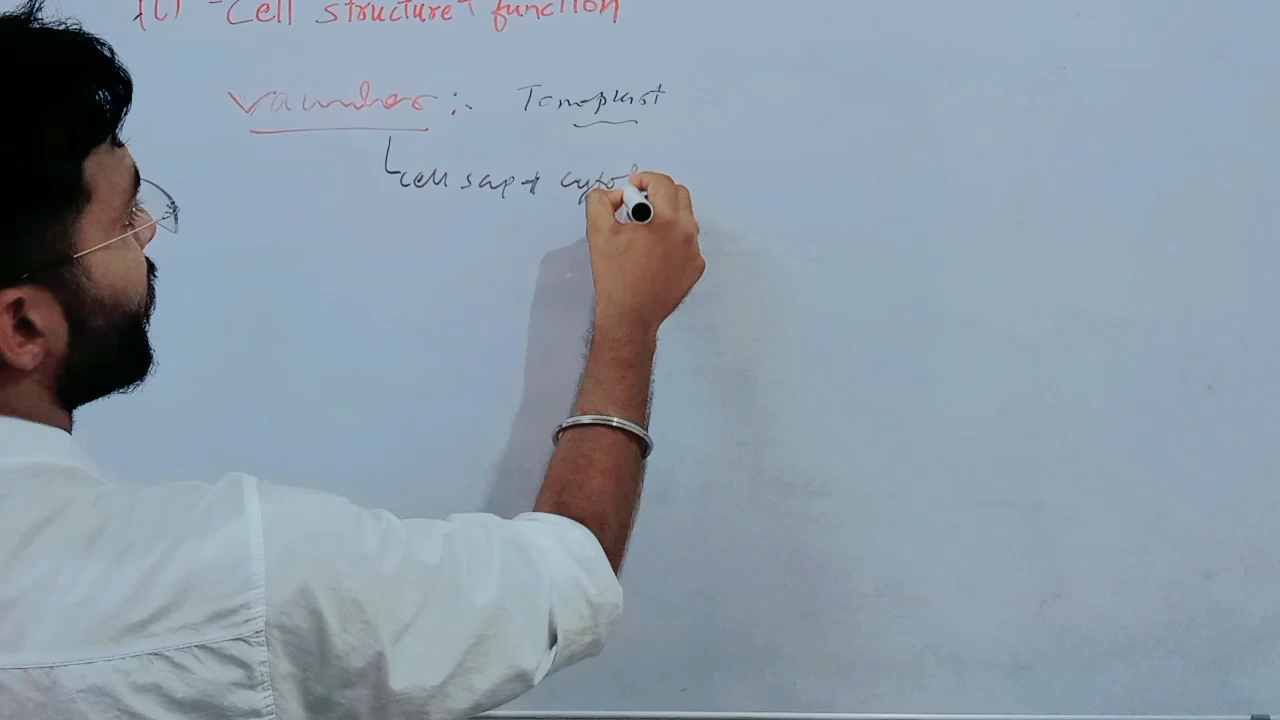 Cell structure + function
Vacuoles :- Tonoplast
cell sap + cyto